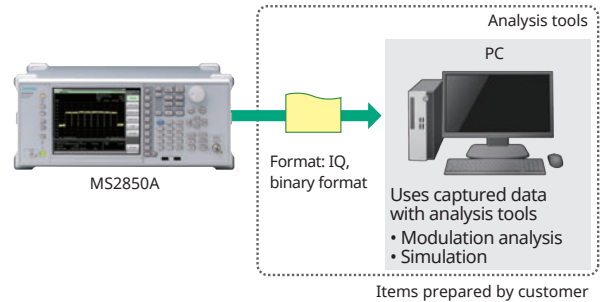 Analysis tools
PC
MS2850A
Format: IQ,
binary format
Uses captured data
with analysis tools
• Modulation analysis
• Simulation
Items prepared by customer